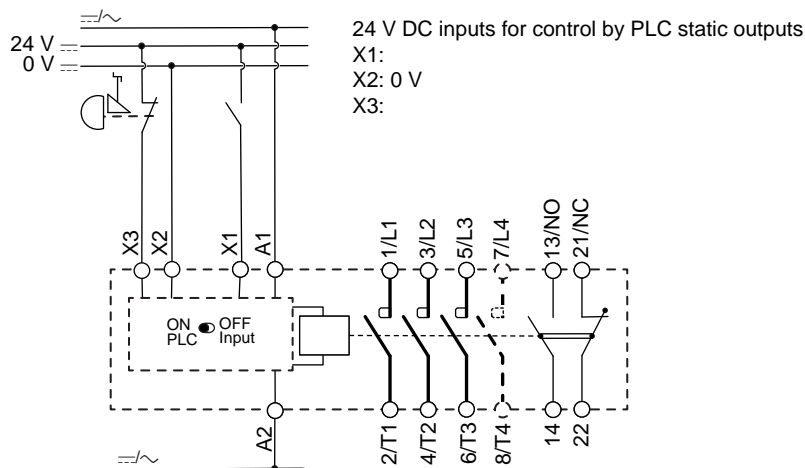 24 V DC inputs for control by PLC static outputs
X1:
X2: 0 V
X3:
24 V
0 V
X3
X2
X1
A1
1/L1
3/L2
5/L3
7/L4
13/NO
21/NC
ON OFF
PLC Input
A2
2/T1
4/T2
6/T3
8/T4
14
22